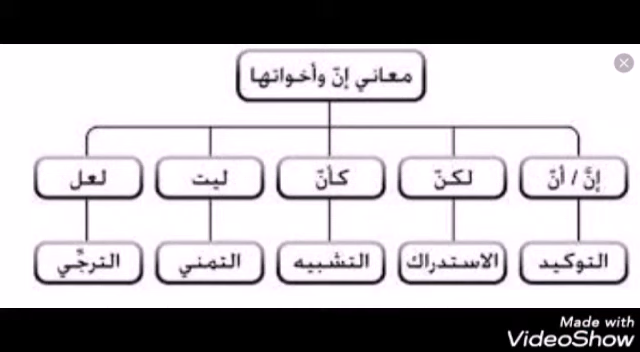 معاني إنّ وأخواتها
إنَّ / أنّ لكنّ كأنّ ليت لعل
التوكيد الاستدراك التشبيه التمني الترجِّي
Made with
VideoShow